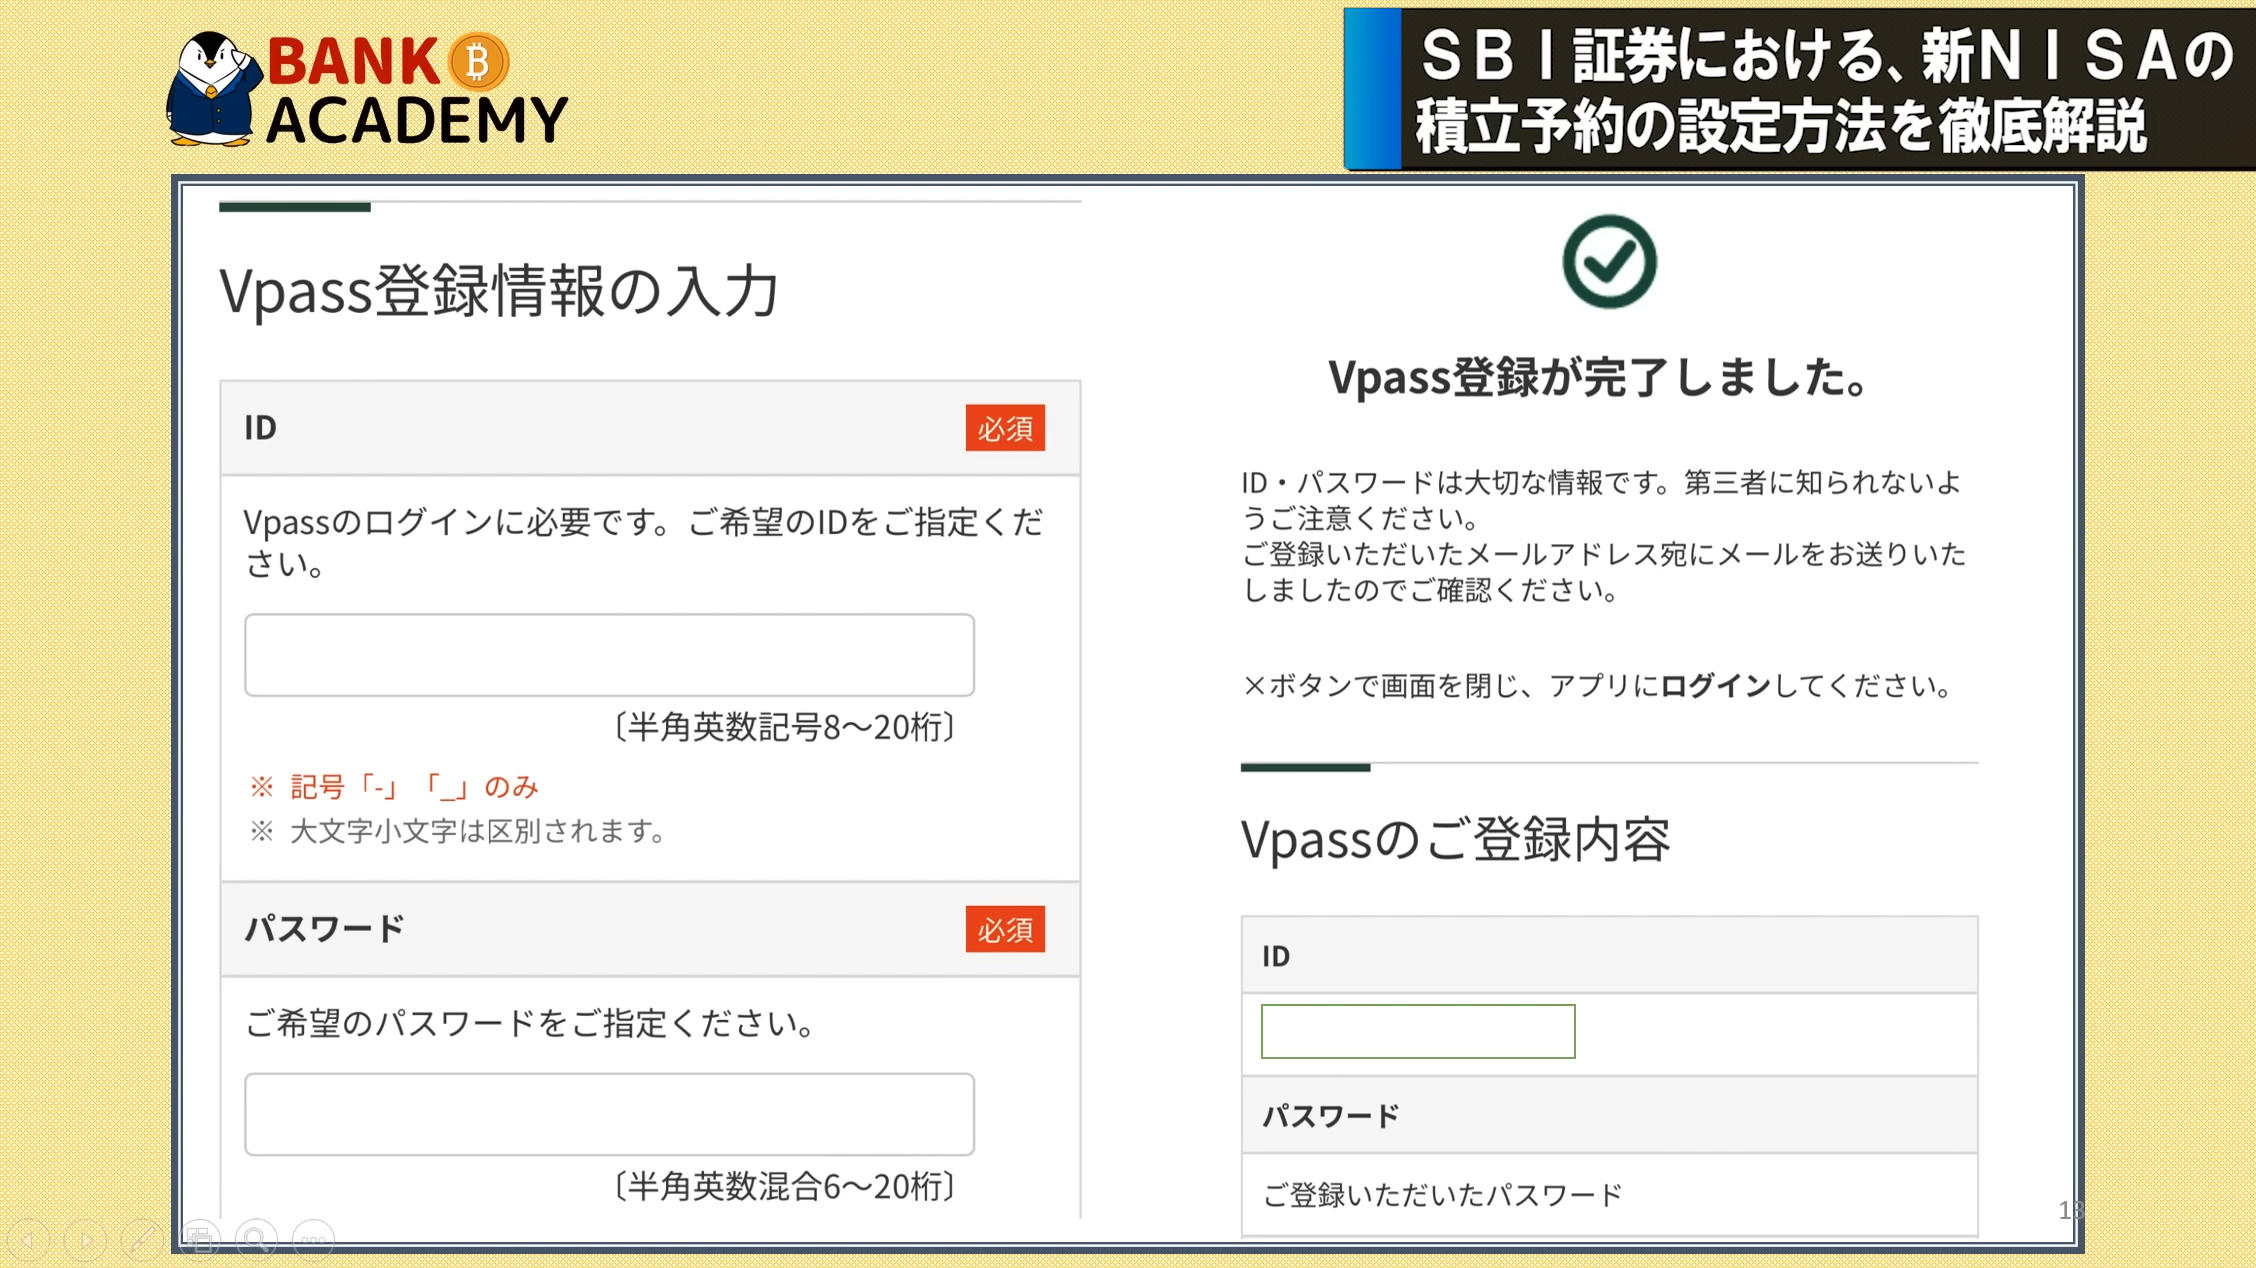 BANK
ACADEMY
SBI証券における、新NISAの
積立予約の設定方法を徹底解説
Vpass登録情報の入力
ID
必須
Vpassのログインに必要です。ご希望のIDをご指定くだ
さい。
〔半角英数記号8〜20桁〕
※ 記号「-」「_」のみ
※ 大文字小文字は区別されます。
パスワード
必須
ご希望のパスワードをご指定ください。
〔半角英数混合6〜20桁〕
Vpass登録が完了しました。
ID・パスワードは大切な情報です。第三者に知られないよ
うご注意ください。
ご登録いただいたメールアドレス宛にメールをお送りいた
しましたのでご確認ください。
×ボタンで画面を閉じ、アプリにログインしてください。
Vpassのご登録内容
ID
パスワード
ご登録いただいたパスワード